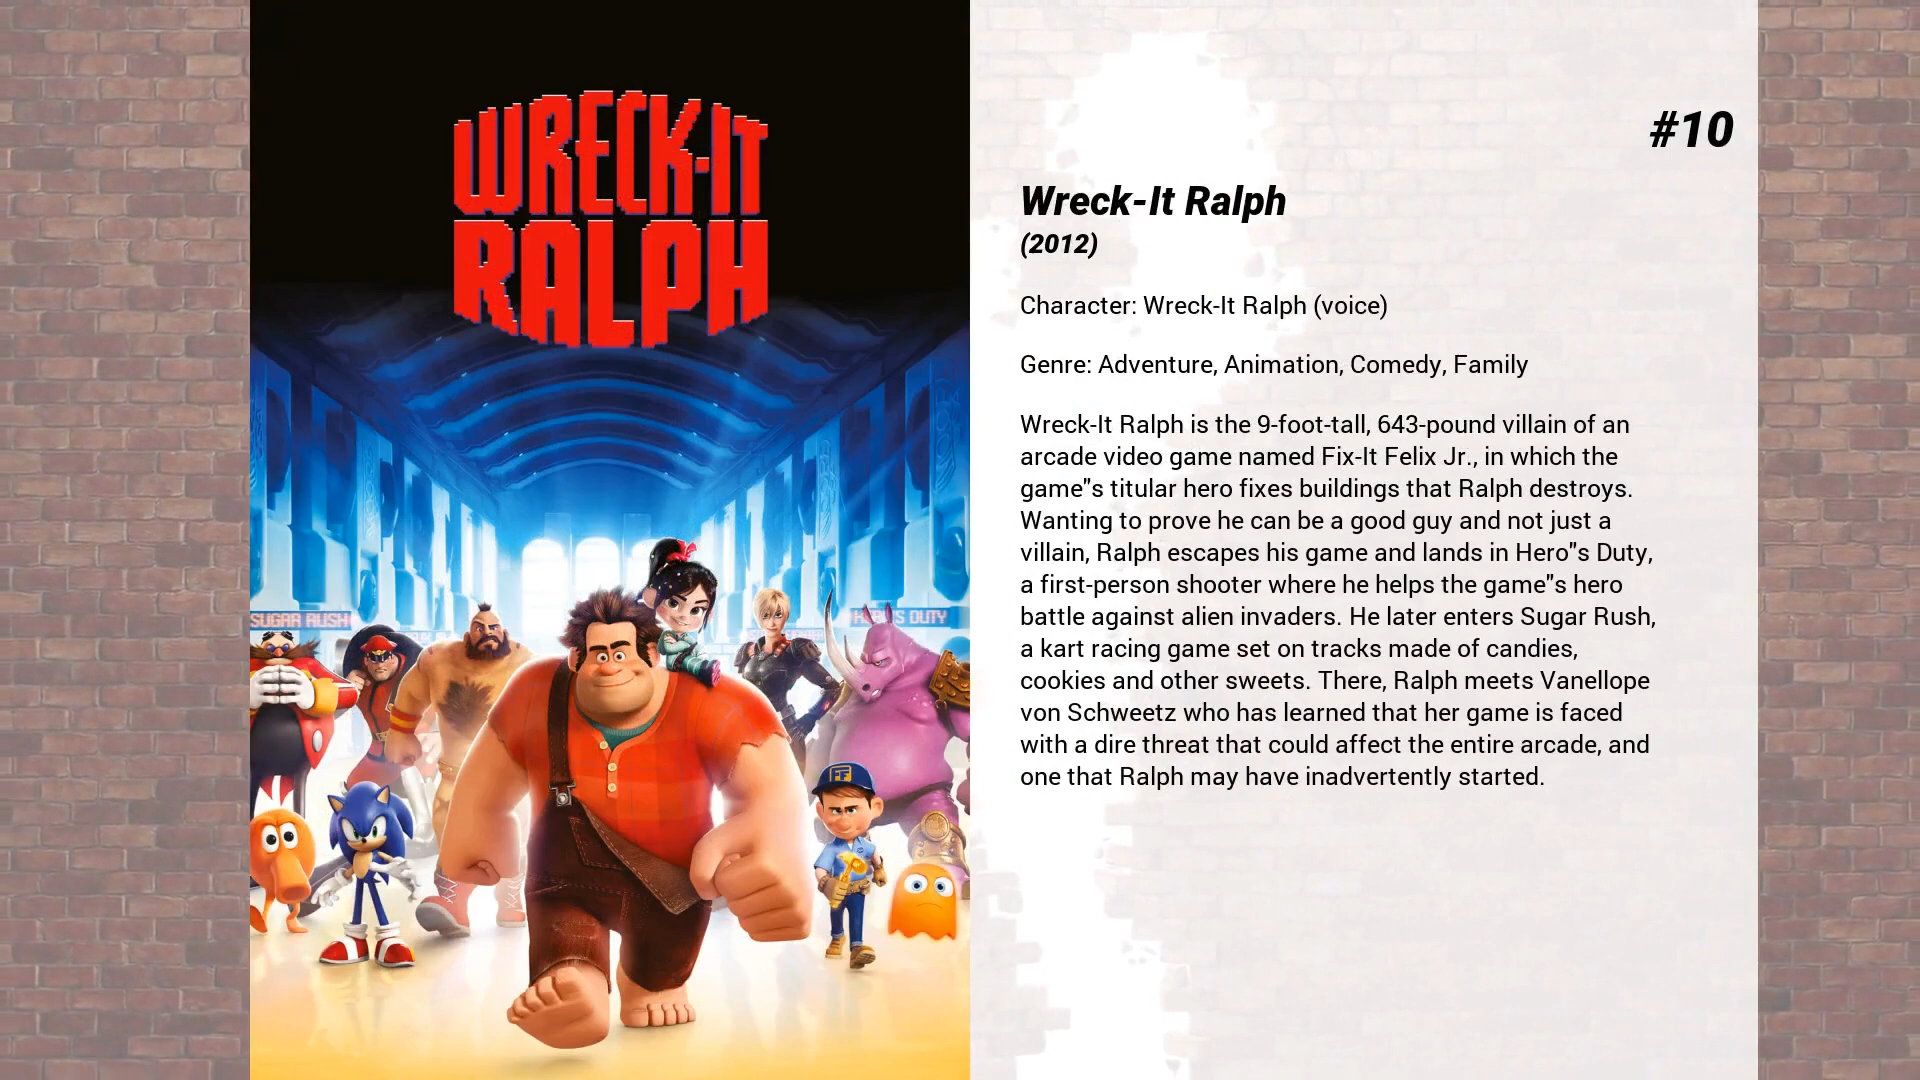 WRECK-IT
RALPH
#10
Wreck-It Ralph
(2012)
Character: Wreck-It Ralph (voice)
Genre: Adventure, Animation, Comedy, Family
Wreck-It Ralph is the 9-foot-tall, 643-pound villain of an
arcade video game named Fix-It Felix Jr., in which the
game"s titular hero fixes buildings that Ralph destroys.
Wanting to prove he can be a good guy and not just a
villain, Ralph escapes his game and lands in Hero"s Duty,
a first-person shooter where he helps the game"s hero
battle against alien invaders. He later enters Sugar Rush,
a kart racing game set on tracks made of candies,
cookies and other sweets. There, Ralph meets Vanellope
von Schweetz who has learned that her game is faced
with a dire threat that could affect the entire arcade, and
one that Ralph may have inadvertently started.
SUGAR RUSH
DUTY
FF